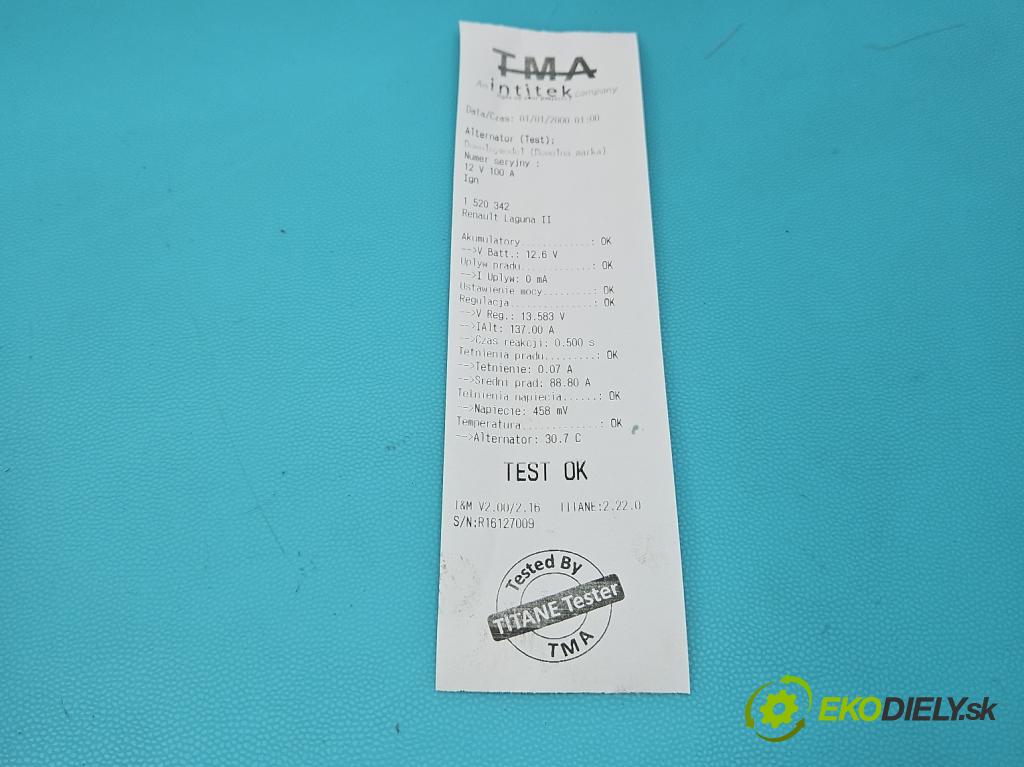 TMA
An intitek company
Data/Czas: 01/01/2000 01:00
Alternator (Test):
(Dowolna marka)
Numer seryjny :
12 V 100 A
Ign
1 520 342
Renault Laguna II
Akumulatory............: OK
-->V Batt.: 12.6 V
Uplyw pradu............: OK
-->I Uplyw: 0 mA
Ustawienie mocy.........: OK
Regulacja..............: OK
-->V Reg.: 13.583 V
-->IAlt: 137.00 A
-->Czas reakcji: 0.500 s
Tetnienia pradu.........: OK
-->Tetnienie: 0.07 A
-->Sredni prad: 88.80 A
Tetnienia napiecia......: OK
-->Napiecie: 458 mV
Temperatura.............: OK
-->Alternator: 30.7 C
TEST OK
T&M V2.00/2.16 TITANE:2.22.0
S/N:R16127009
Tested By
TITANE Tester
TMA
EKODIELY.sk